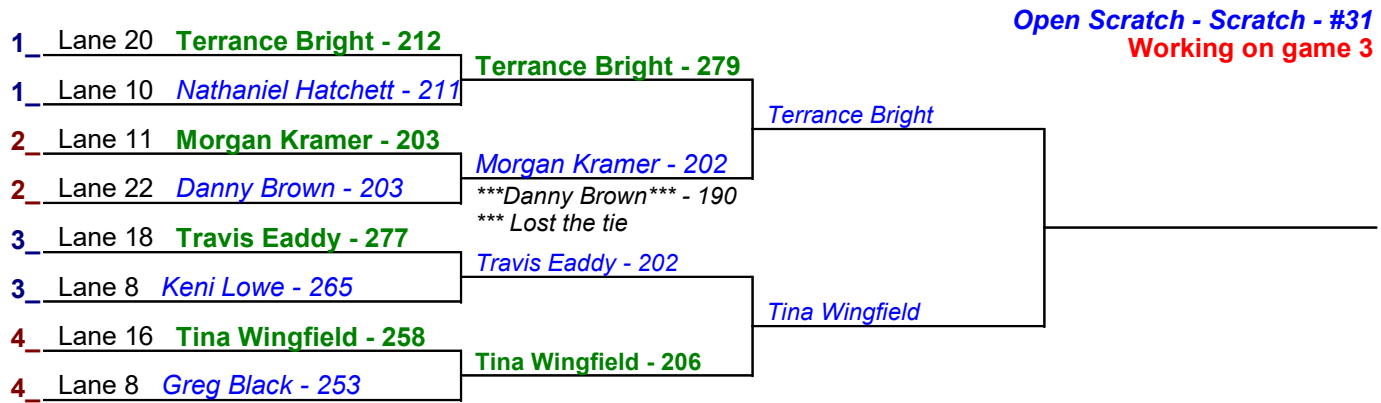 Open Scratch - Scratch - #31
Working on game 3
1_ Lane 20 Terrance Bright - 212
Terrance Bright - 279
1_ Lane 10 Nathaniel Hatchett - 211
Terrance Bright
2_ Lane 11 Morgan Kramer - 203
Morgan Kramer - 202
2_ Lane 22 Danny Brown - 203
***Danny Brown*** - 190
*** Lost the tie
3_ Lane 18 Travis Eaddy - 277
Travis Eaddy - 202
3_ Lane 8 Keni Lowe - 265
Tina Wingfield
4_ Lane 16 Tina Wingfield - 258
Tina Wingfield - 206
4_ Lane 8 Greg Black - 253